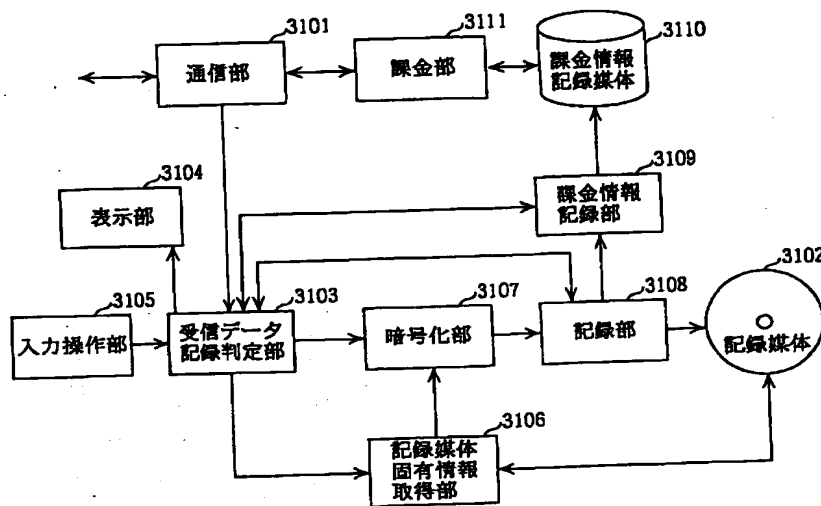 3101
通信部
3111
課金部
3110
課金情報
記録媒体
3104
表示部
3109
課金情報
記録部
3105
入力操作部
3103
受信データ
記録判定部
3107
暗号化部
3108
記録部
3102
記録媒体
3106
記録媒体
固有情報
取得部